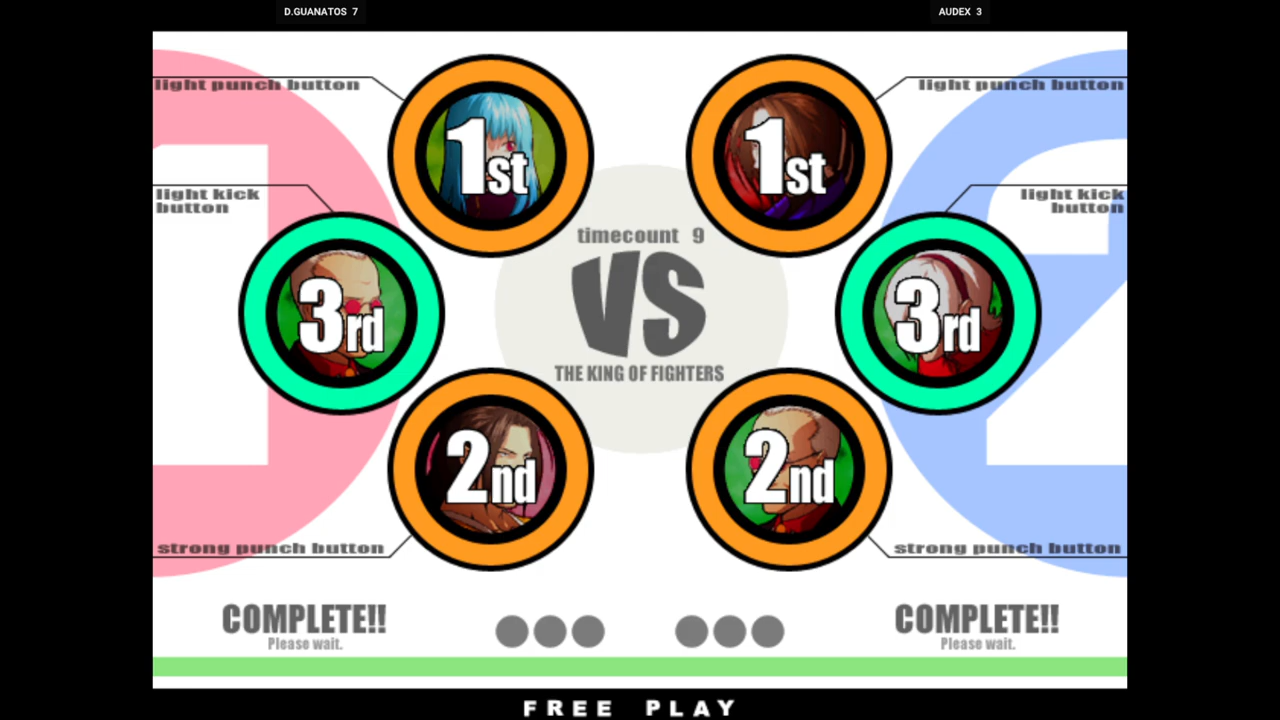 D.GUANATOS 7
AUDEX 3
light punch button
light punch button
1st
1st
light kick
button
light kick
button
timecount 9
VS
THE KING OF FIGHTERS
3rd
3rd
2nd
2nd
strong punch button
strong punch button
COMPLETE!!
Please wait.
COMPLETE!!
Please wait.
FREE PLAY
1
2